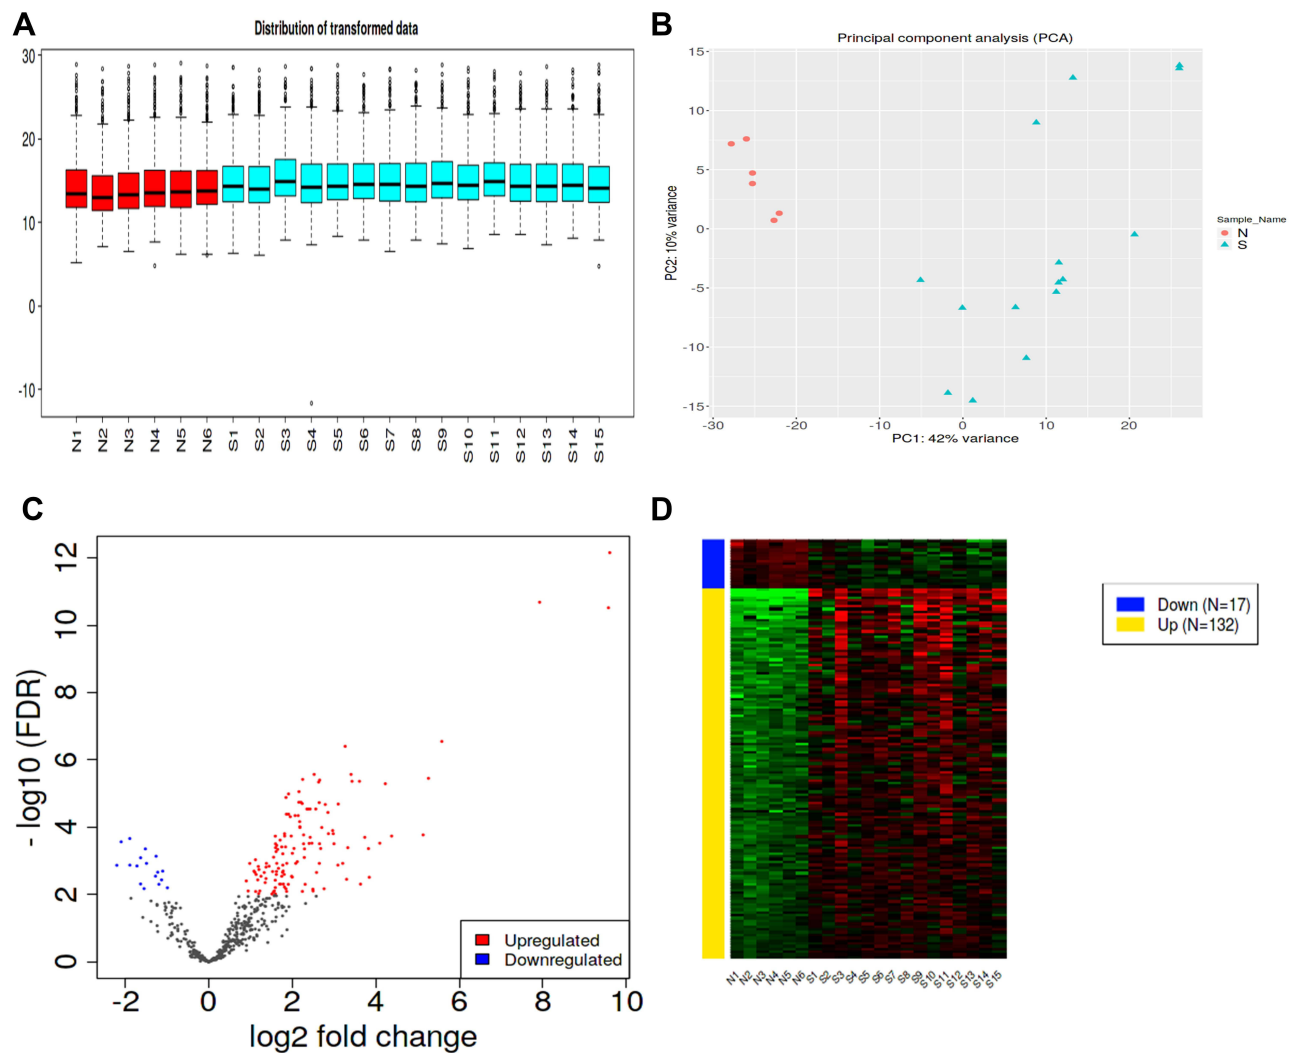 A
Distribution of transformed data
30
20
10
0
-10
N1 N2 N3 N4 N5 N6 S1 S2 S3 S4 S5 S6 S7 S8 S9 S10 S11 S12 S13 S14 S15
B
Principal component analysis (PCA)
PC2: 10% variance
15
10
5
0
-5
-10
-15
-30 -20 -10 0 10 20
PC1: 42% variance
Sample_Name
N
S
C
- log10 (FDR)
12
10
8
6
4
2
0
-2 0 2 4 6 8 10
log2 fold change
Upregulated
Downregulated
D
N1 N2 N3 N4 N5 N6 S1 S2 S3 S4 S5 S6 S7 S8 S9 S10 S11 S12 S13 S14 S15
Down (N=17)
Up (N=132)